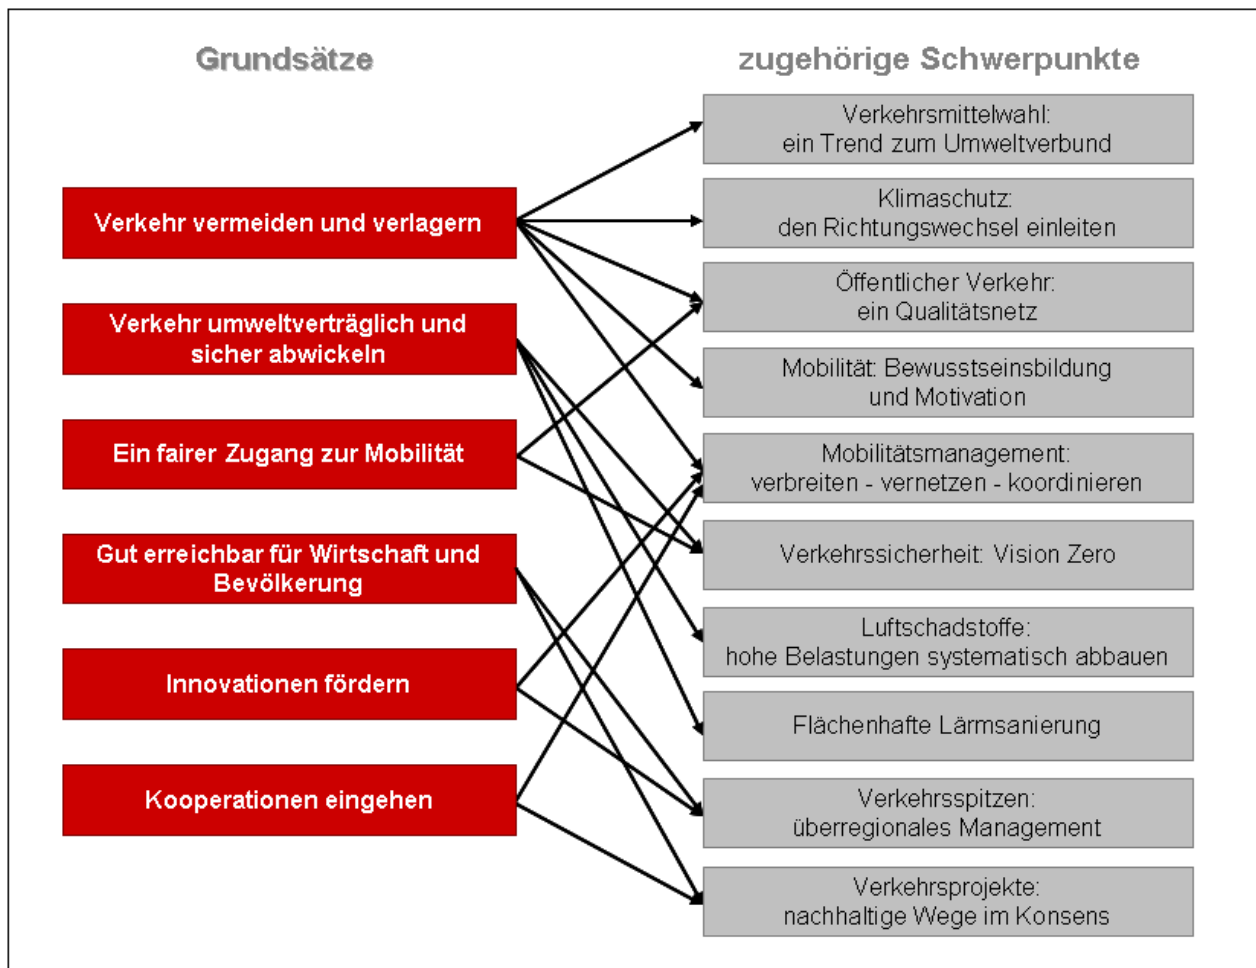 Grundsätze
Verkehr vermeiden und verlagern
Verkehr umweltverträglich und
sicher abwickeln
Ein fairer Zugang zur Mobilität
Gut erreichbar für Wirtschaft und
Bevölkerung
Innovationen fördern
Kooperationen eingehen
zugehörige Schwerpunkte
Verkehrsmittelwahl:
ein Trend zum Umweltverbund
Klimaschutz:
den Richtungswechsel einleiten
Öffentlicher Verkehr:
ein Qualitätsnetz
Mobilität: Bewusstseinsbildung
und Motivation
Mobilitätsmanagement:
verbreiten - vernetzen - koordinieren
Verkehrssicherheit: Vision Zero
Luftschadstoffe:
hohe Belastungen systematisch abbauen
Flächenhafte Lärmsanierung
Verkehrsspitzen:
überregionales Management
Verkehrsprojekte:
nachhaltige Wege im Konsens